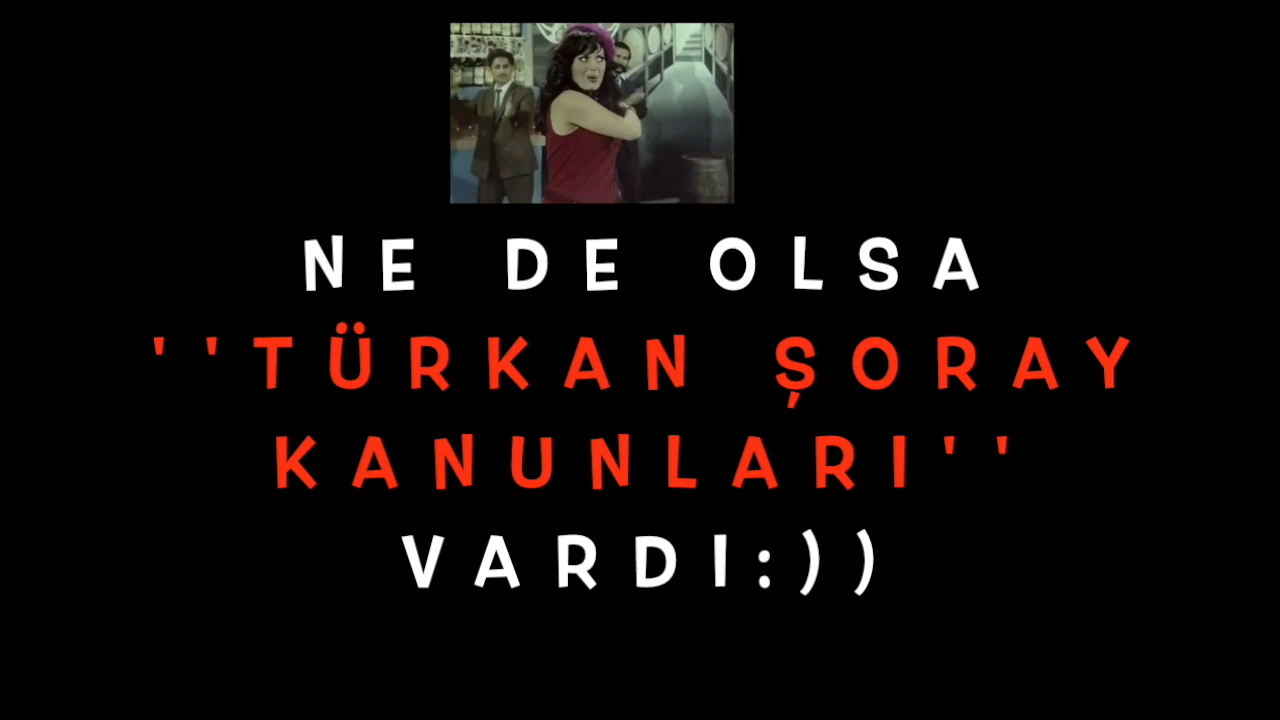 NE DE OLSA
''TÜRKAN ŞORAY
KANUNLARI''
VARDI:))